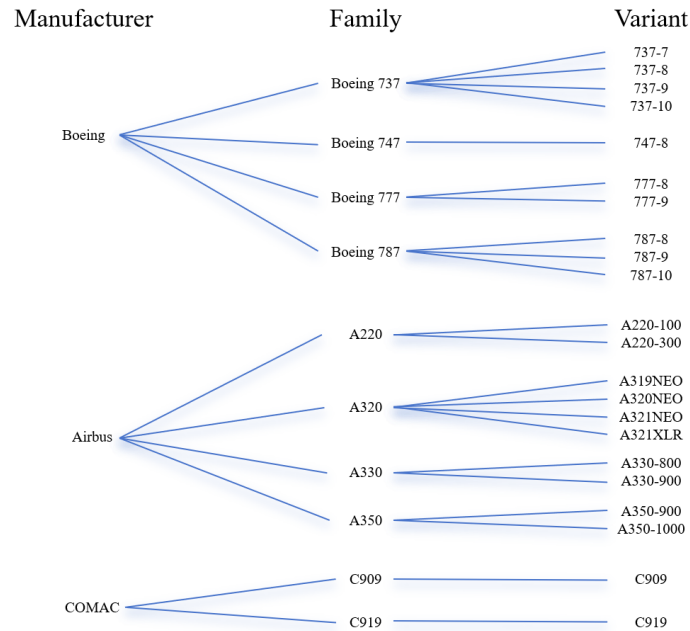 Manufacturer Family Variant
Boeing
Boeing 737
737-7
737-8
737-9
737-10
Boeing 747
747-8
Boeing 777
777-8
777-9
Boeing 787
787-8
787-9
787-10
Airbus
A220
A220-100
A220-300
A320
A319NEO
A320NEO
A321NEO
A321XLR
A330
A330-800
A330-900
A350
A350-900
A350-1000
COMAC
C909
C909
C919
C919